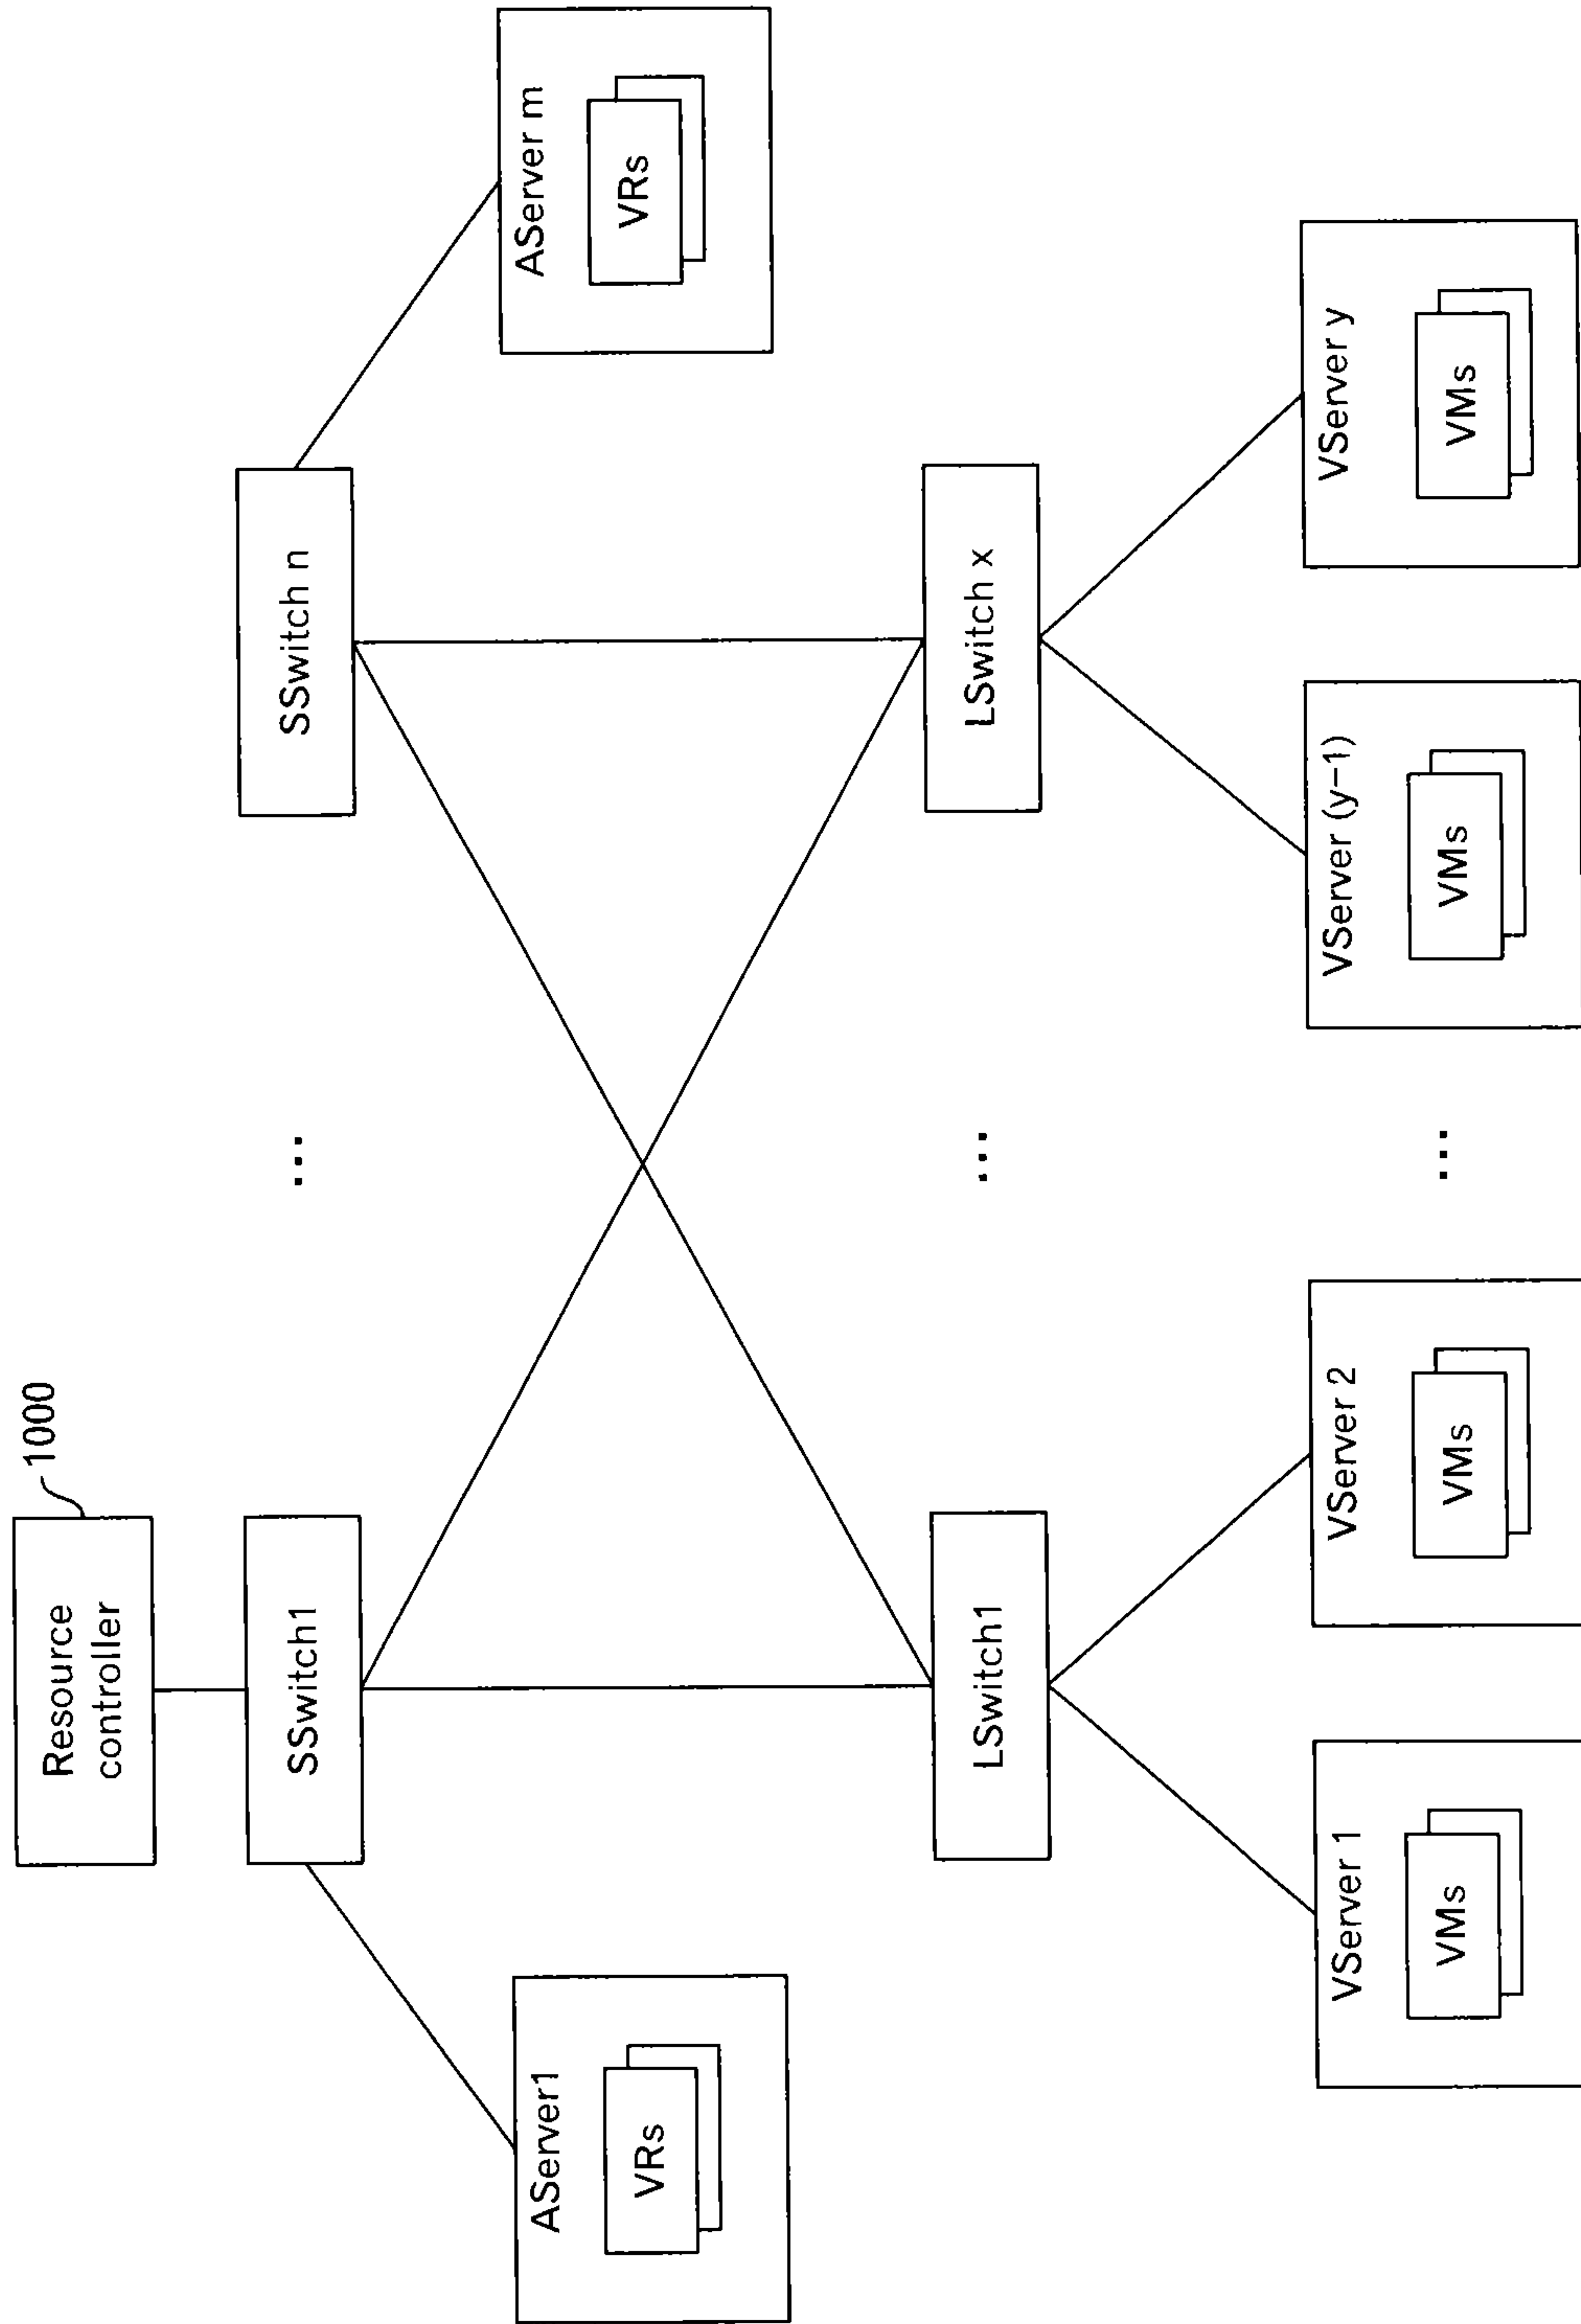 Resource
controller
1000
SSwitch1
...
SSwitch n
AServer1
VRs
AServer m
VRs
LSwitch1
...
LSwitch x
VServer 1
VMs
VServer 2
VMs
...
VServer (y-1)
VMs
VServer y
VMs